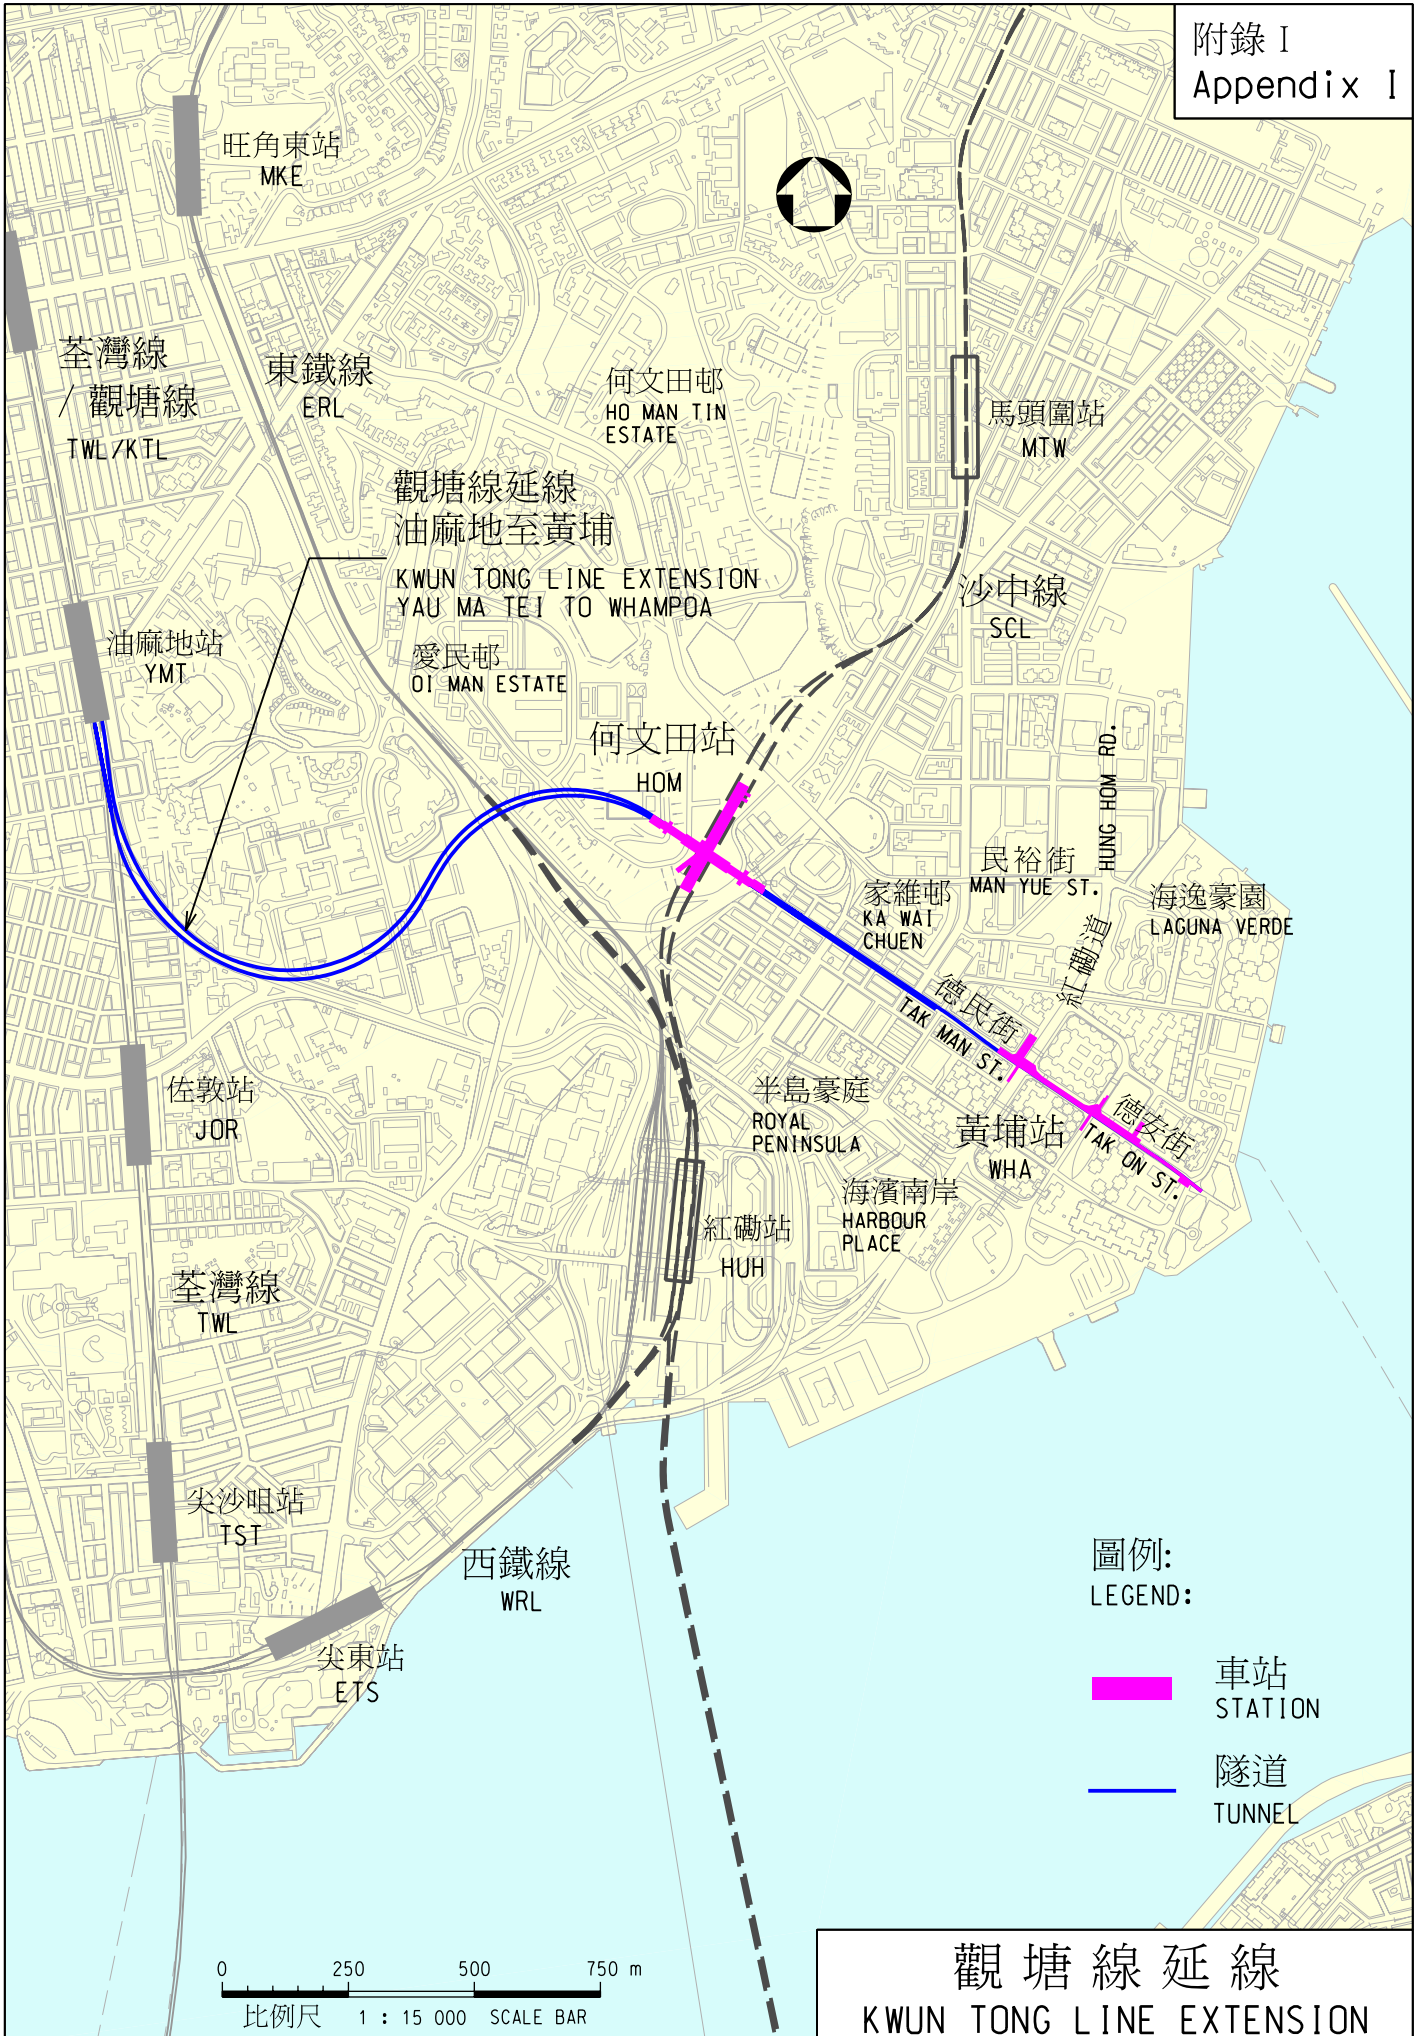 附錄 I
Appendix I
旺角東站
MKE
荃灣線
/ 觀塘線
TWL/KTL
東鐵線
ERL
何文田邨
HO MAN TIN
ESTATE
馬頭圍站
MTW
觀塘線延線
油麻地至黃埔
KWUN TONG LINE EXTENSION
YAU MA TEI TO WHAMPOA
沙中線
SCL
油麻地站
YMT
愛民邨
OI MAN ESTATE
何文田站
HOM
HUNG HOM RD.
民裕街
MAN YUE ST.
家維邨
KA WAI
CHUEN
海逸豪園
LAGUNA VERDE
紅磡道
德民街
TAK MAN ST.
佐敦站
JOR
半島豪庭
ROYAL
PENINSULA
黃埔站
WHA
德安街
TAK ON ST.
海濱南岸
HARBOUR
PLACE
紅磡站
HUH
荃灣線
TWL
尖沙咀站
TST
西鐵線
WRL
尖東站
ETS
圖例:
LEGEND:
車站
STATION
隧道
TUNNEL
0 250 500 750 m
比例尺 1 : 15 000 SCALE BAR
觀塘線延線
KWUN TONG LINE EXTENSION